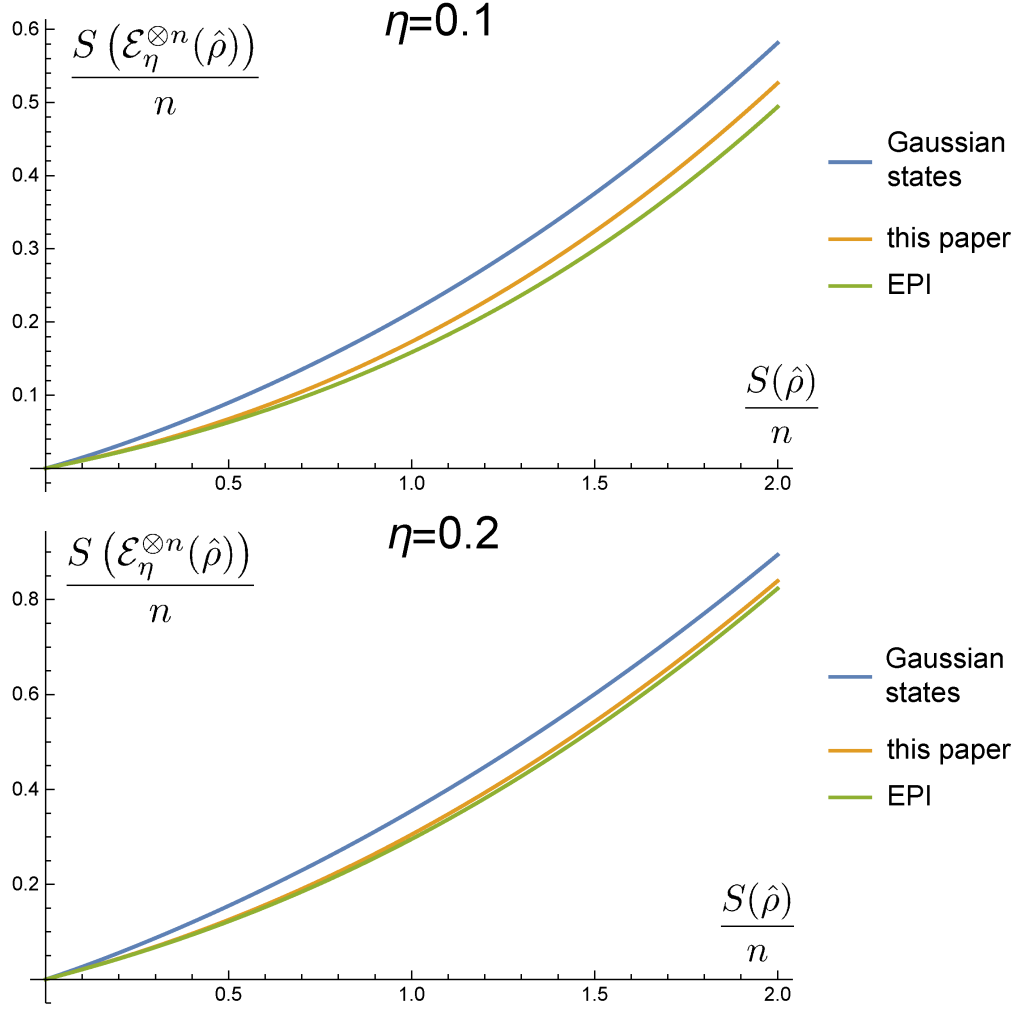 η=0.1
S(ℰ_η^{⊗n}(ρ̂))
n
0.6
0.5
0.4
0.3
0.2
0.1
0.5
1.0
1.5
2.0
S(ρ̂)
n
Gaussian
states
this paper
EPI
η=0.2
S(ℰ_η^{⊗n}(ρ̂))
n
0.8
0.6
0.4
0.2
0.5
1.0
1.5
2.0
S(ρ̂)
n
Gaussian
states
this paper
EPI